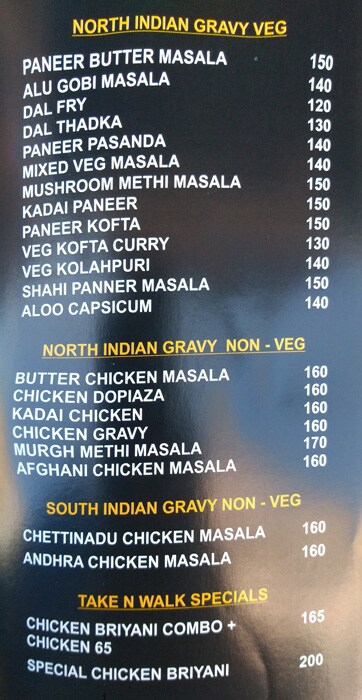 NORTH INDIAN GRAVY VEG
PANEER BUTTER MASALA 150
ALU GOBI MASALA 140
DAL FRY 120
DAL THADKA 130
PANEER PASANDA 140
MIXED VEG MASALA 140
MUSHROOM METHI MASALA 150
KADAI PANEER 150
PANEER KOFTA 150
VEG KOFTA CURRY 130
VEG KOLAHPURI 140
SHAHI PANNER MASALA 150
ALOO CAPSICUM 140
NORTH INDIAN GRAVY NON - VEG
BUTTER CHICKEN MASALA 160
CHICKEN DOPIAZA 160
KADAI CHICKEN 160
CHICKEN GRAVY 160
MURGH METHI MASALA 170
AFGHANI CHICKEN MASALA 160
SOUTH INDIAN GRAVY NON - VEG
CHETTINADU CHICKEN MASALA 160
ANDHRA CHICKEN MASALA 160
TAKE N WALK SPECIALS
CHICKEN BRIYANI COMBO + 165
CHICKEN 65
SPECIAL CHICKEN BRIYANI 200